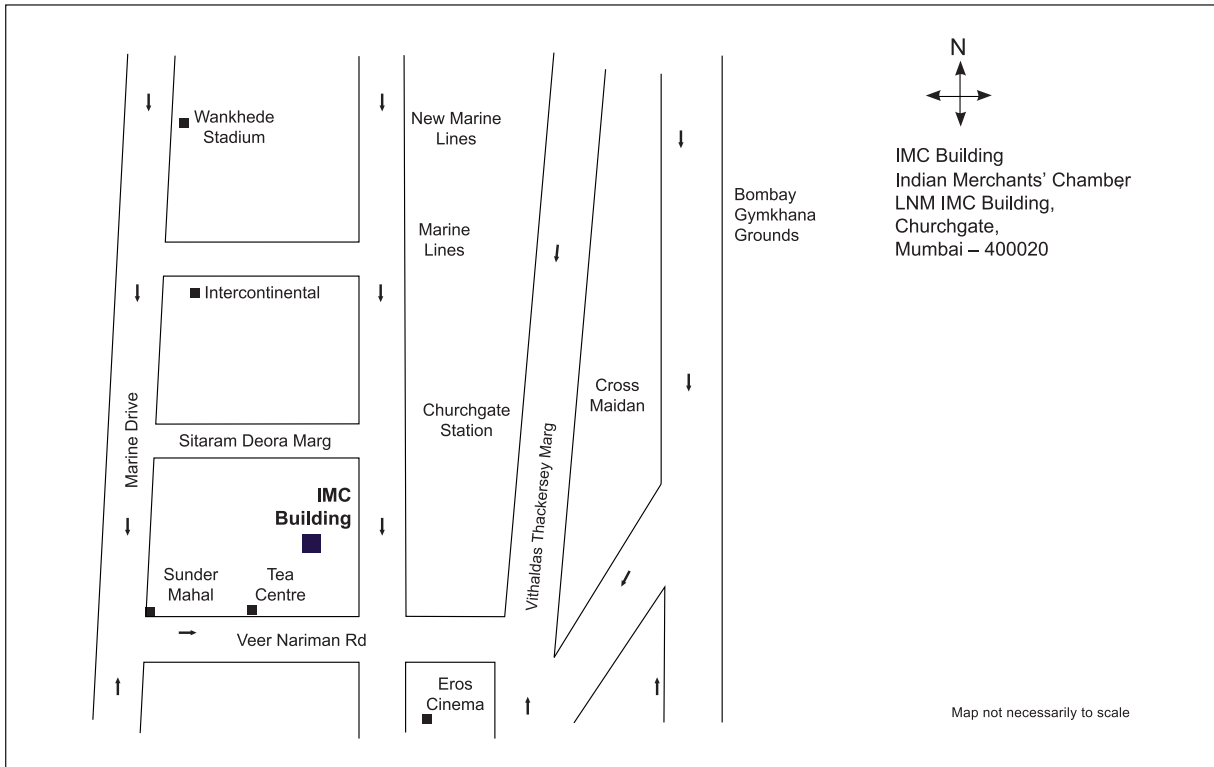 N
IMC Building
Indian Merchants' Chamber
LNM IMC Building,
Churchgate,
Mumbai – 400020
Wankhede
Stadium
New Marine
Lines
Bombay
Gymkhana
Grounds
Marine
Lines
Intercontinental
Marine Drive
Cross
Maidan
Churchgate
Station
Sitaram Deora Marg
Vithaldas Thackersey Marg
IMC
Building
Sunder
Mahal
Tea
Centre
Veer Nariman Rd
Eros
Cinema
Map not necessarily to scale